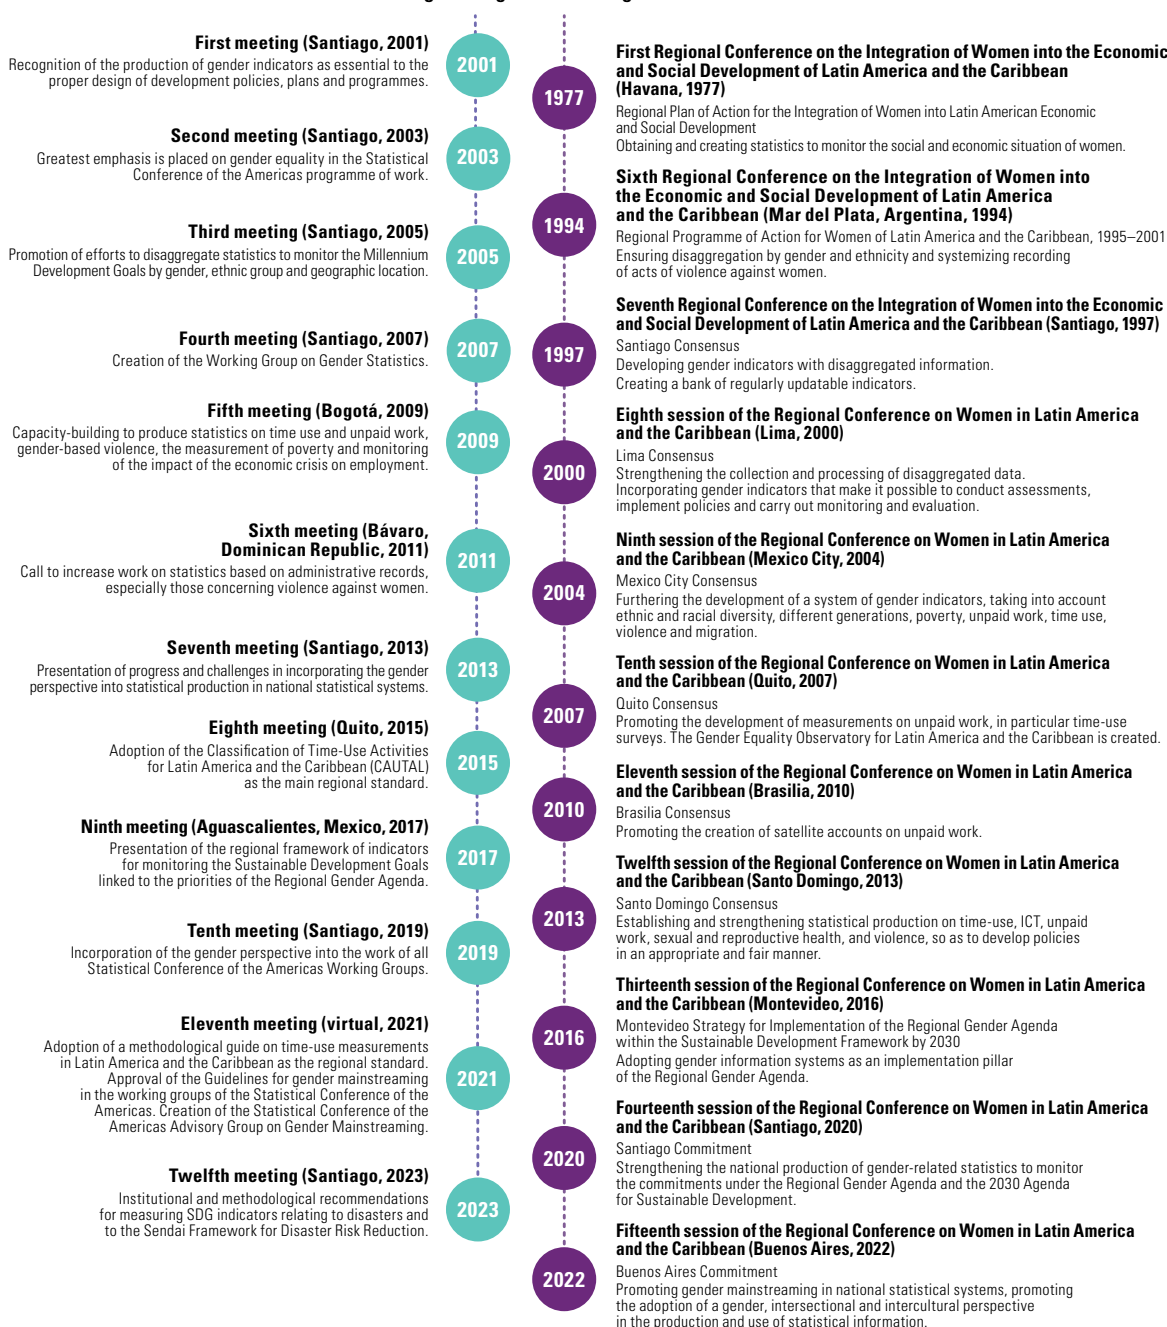 First meeting (Santiago, 2001)
Recognition of the production of gender indicators as essential to the
proper design of development policies, plans and programmes.
2001
Second meeting (Santiago, 2003)
Greatest emphasis is placed on gender equality in the Statistical
Conference of the Americas programme of work.
2003
Third meeting (Santiago, 2005)
Promotion of efforts to disaggregate statistics to monitor the Millennium
Development Goals by gender, ethnic group and geographic location.
2005
Fourth meeting (Santiago, 2007)
Creation of the Working Group on Gender Statistics.
2007
Fifth meeting (Bogotá, 2009)
Capacity-building to produce statistics on time use and unpaid work,
gender-based violence, the measurement of poverty and monitoring
of the impact of the economic crisis on employment.
2009
Sixth meeting (Bávaro,
Dominican Republic, 2011)
Call to increase work on statistics based on administrative records,
especially those concerning violence against women.
2011
Seventh meeting (Santiago, 2013)
Presentation of progress and challenges in incorporating the gender
perspective into statistical production in national statistical systems.
2013
Eighth meeting (Quito, 2015)
Adoption of the Classification of Time-Use Activities
for Latin America and the Caribbean (CAUTAL)
as the main regional standard.
2015
Ninth meeting (Aguascalientes, Mexico, 2017)
Presentation of the regional framework of indicators
for monitoring the Sustainable Development Goals
linked to the priorities of the Regional Gender Agenda.
2017
Tenth meeting (Santiago, 2019)
Incorporation of the gender perspective into the work of all
Statistical Conference of the Americas Working Groups.
2019
Eleventh meeting (virtual, 2021)
Adoption of a methodological guide on time-use measurements
in Latin America and the Caribbean as the regional standard.
Approval of the Guidelines for gender mainstreaming
in the working groups of the Statistical Conference of the
Americas. Creation of the Statistical Conference of the
Americas Advisory Group on Gender Mainstreaming.
2021
Twelfth meeting (Santiago, 2023)
Institutional and methodological recommendations
for measuring SDG indicators relating to disasters and
to the Sendai Framework for Disaster Risk Reduction.
2023
1977
First Regional Conference on the Integration of Women into the Economic
and Social Development of Latin America and the Caribbean
(Havana, 1977)
Regional Plan of Action for the Integration of Women into Latin American Economic
and Social Development
Obtaining and creating statistics to monitor the social and economic situation of women.
1994
Sixth Regional Conference on the Integration of Women into
the Economic and Social Development of Latin America
and the Caribbean (Mar del Plata, Argentina, 1994)
Regional Programme of Action for Women of Latin America and the Caribbean, 1995–2001
Ensuring disaggregation by gender and ethnicity and systemizing recording
of acts of violence against women.
1997
Seventh Regional Conference on the Integration of Women into the Economic
and Social Development of Latin America and the Caribbean (Santiago, 1997)
Santiago Consensus
Developing gender indicators with disaggregated information.
Creating a bank of regularly updatable indicators.
2000
Eighth session of the Regional Conference on Women in Latin America
and the Caribbean (Lima, 2000)
Lima Consensus
Strengthening the collection and processing of disaggregated data.
Incorporating gender indicators that make it possible to conduct assessments,
implement policies and carry out monitoring and evaluation.
2004
Ninth session of the Regional Conference on Women in Latin America
and the Caribbean (Mexico City, 2004)
Mexico City Consensus
Furthering the development of a system of gender indicators, taking into account
ethnic and racial diversity, different generations, poverty, unpaid work, time use,
violence and migration.
2007
Tenth session of the Regional Conference on Women in Latin America
and the Caribbean (Quito, 2007)
Quito Consensus
Promoting the development of measurements on unpaid work, in particular time-use
surveys. The Gender Equality Observatory for Latin America and the Caribbean is created.
2010
Eleventh session of the Regional Conference on Women in Latin America
and the Caribbean (Brasilia, 2010)
Brasilia Consensus
Promoting the creation of satellite accounts on unpaid work.
2013
Twelfth session of the Regional Conference on Women in Latin America
and the Caribbean (Santo Domingo, 2013)
Santo Domingo Consensus
Establishing and strengthening statistical production on time-use, ICT, unpaid
work, sexual and reproductive health, and violence, so as to develop policies
in an appropriate and fair manner.
2016
Thirteenth session of the Regional Conference on Women in Latin America
and the Caribbean (Montevideo, 2016)
Montevideo Strategy for Implementation of the Regional Gender Agenda
within the Sustainable Development Framework by 2030
Adopting gender information systems as an implementation pillar
of the Regional Gender Agenda.
2020
Fourteenth session of the Regional Conference on Women in Latin America
and the Caribbean (Santiago, 2020)
Santiago Commitment
Strengthening the national production of gender-related statistics to monitor
the commitments under the Regional Gender Agenda and the 2030 Agenda
for Sustainable Development.
2022
Fifteenth session of the Regional Conference on Women in Latin America
and the Caribbean (Buenos Aires, 2022)
Buenos Aires Commitment
Promoting gender mainstreaming in national statistical systems, promoting
the adoption of a gender, intersectional and intercultural perspective
in the production and use of statistical information.